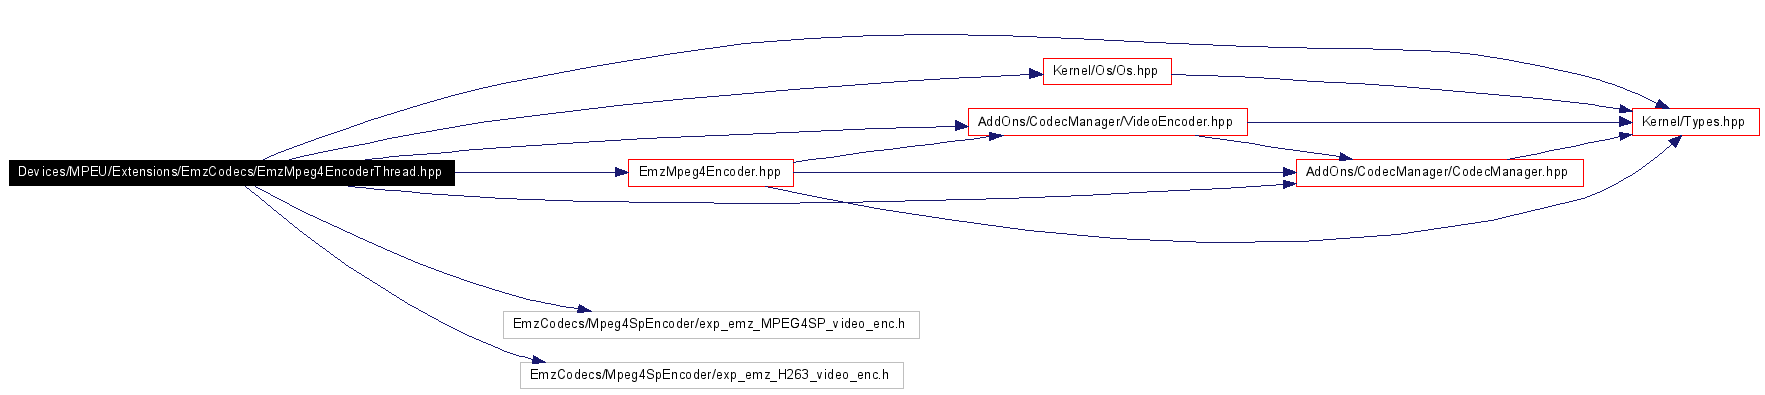 Kernel/Os/Os.hpp
AddOns/CodecManager/VideoEncoder.hpp
Kernel/Types.hpp
Devices/MPEU/Extensions/EmzCodecs/EmzMpeg4EncoderThread.hpp
EmzMpeg4Encoder.hpp
AddOns/CodecManager/CodecManager.hpp
EmzCodecs/Mpeg4SpEncoder/exp_emz_MPEG4SP_video_enc.h
EmzCodecs/Mpeg4SpEncoder/exp_emz_H263_video_enc.h